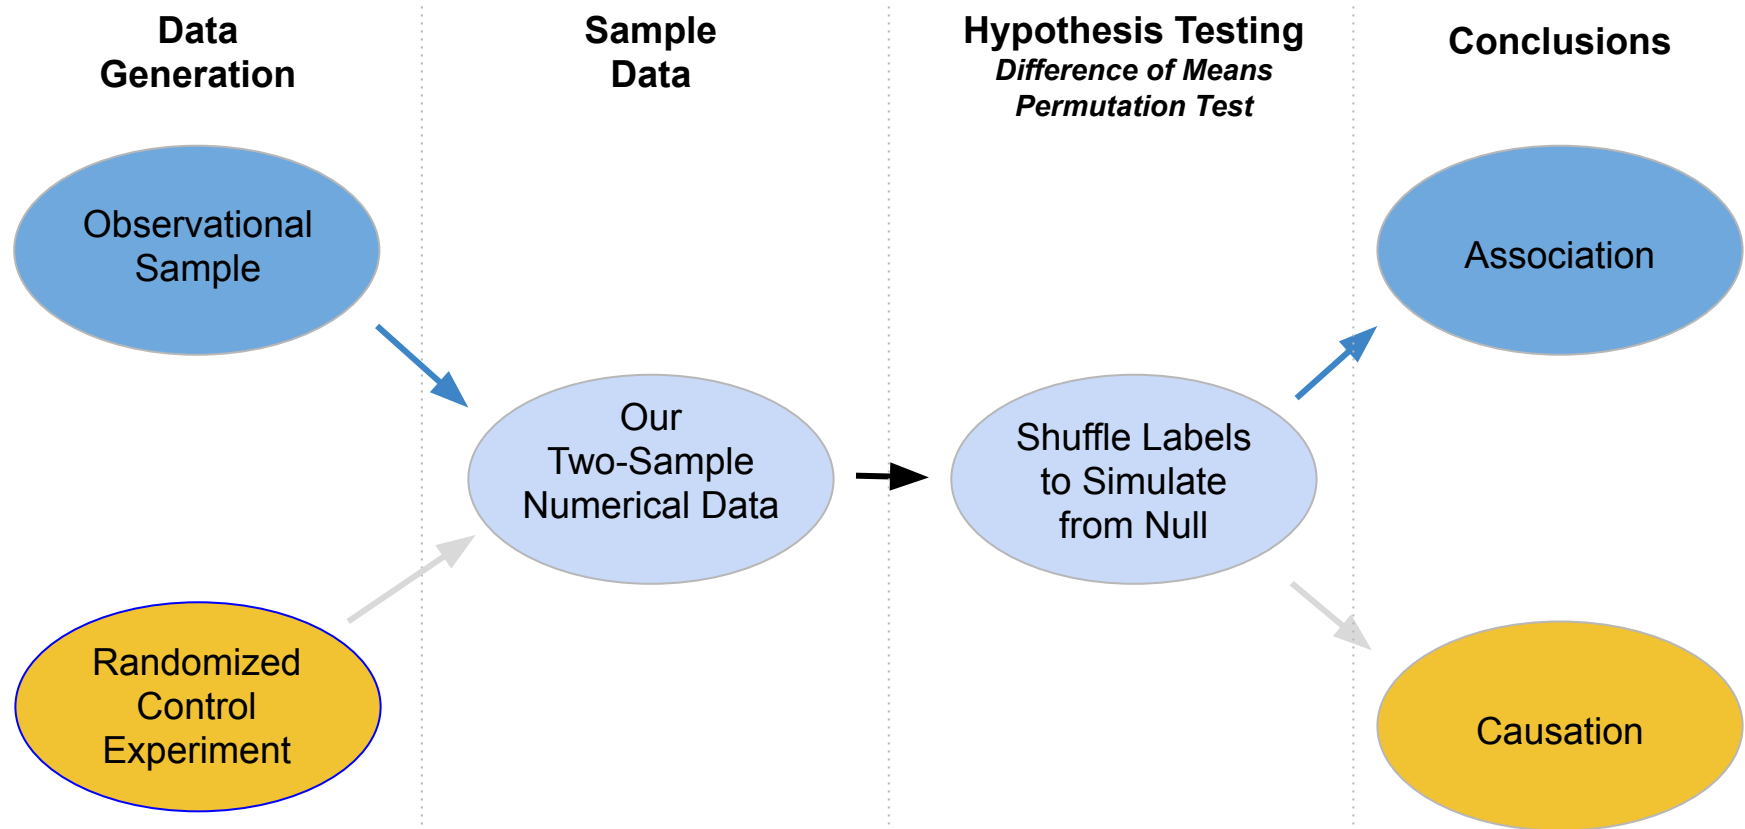 Data
Generation
Sample
Data
Hypothesis Testing
Difference of Means
Permutation Test
Conclusions
Observational
Sample
Association
Our
Two-Sample
Numerical Data
Shuffle Labels
to Simulate
from Null
Randomized
Control
Experiment
Causation